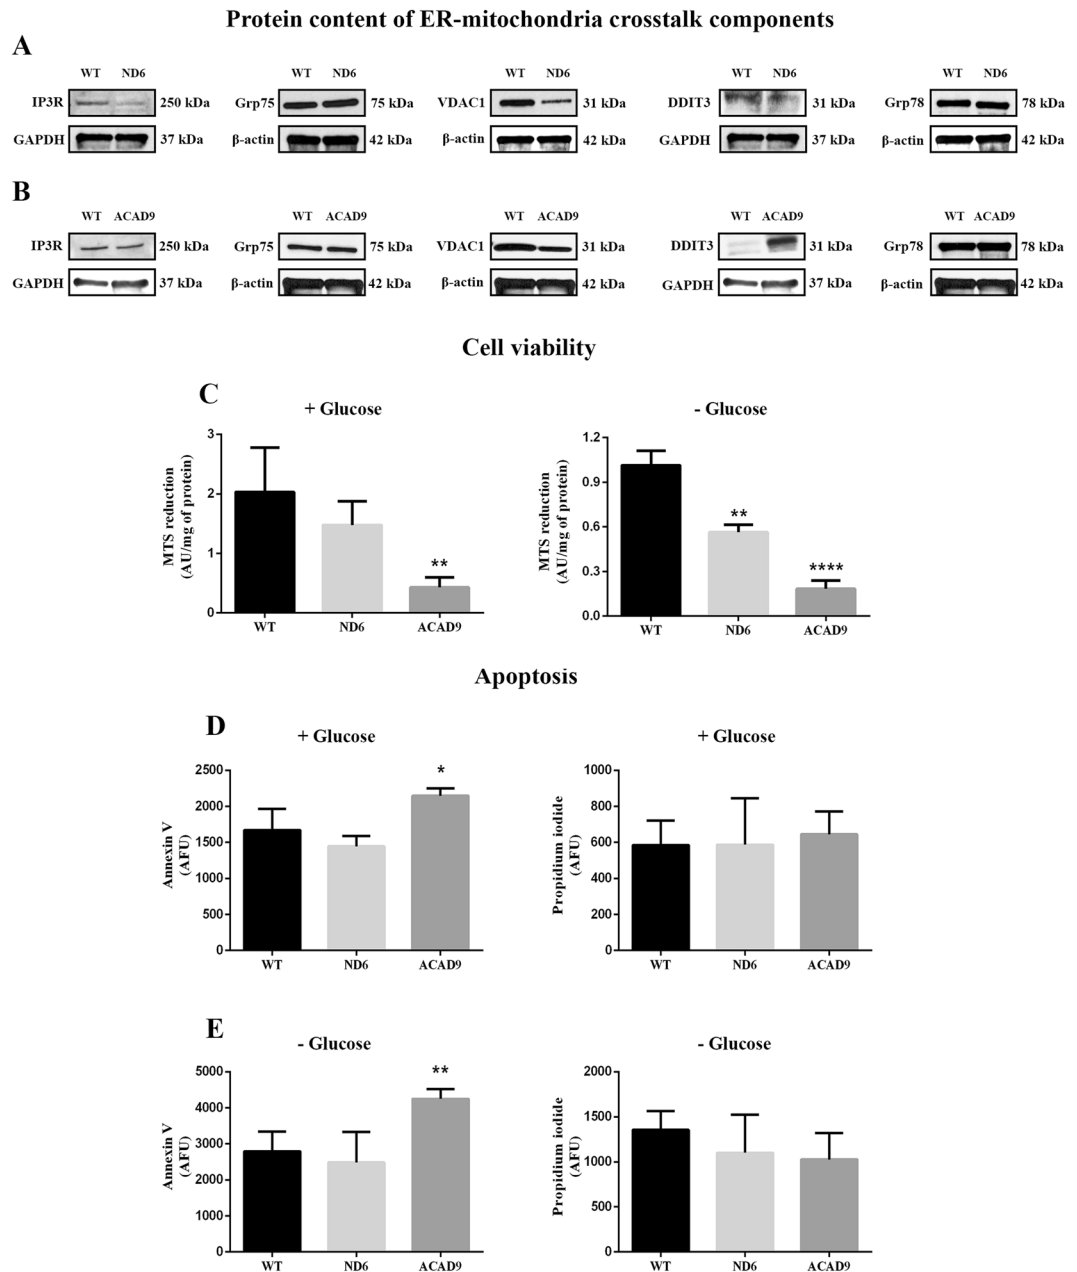 Protein content of ER-mitochondria crosstalk components
A
WT ND6 WT ND6 WT ND6 WT ND6 WT ND6
IP3R 250 kDa Grp75 75 kDa VDAC1 31 kDa DDIT3 31 kDa Grp78 78 kDa
GAPDH 37 kDa β-actin 42 kDa β-actin 42 kDa GAPDH 37 kDa β-actin 42 kDa
B
WT ACAD9 WT ACAD9 WT ACAD9 WT ACAD9 WT ACAD9
IP3R 250 kDa Grp75 75 kDa VDAC1 31 kDa DDIT3 31 kDa Grp78 78 kDa
GAPDH 37 kDa β-actin 42 kDa β-actin 42 kDa GAPDH 37 kDa β-actin 42 kDa
Cell viability
C
+ Glucose
MTS reduction
(AU/mg of protein)
3
2
1
0
**
WT ND6 ACAD9
- Glucose
MTS reduction
(AU/mg of protein)
1.2
0.9
0.6
0.3
0.0
**
****
WT ND6 ACAD9
Apoptosis
D
+ Glucose
Annexin V
(AFU)
2500
2000
1500
1000
500
0
*
WT ND6 ACAD9
+ Glucose
Propidium iodide
(AFU)
1000
800
600
400
200
0
WT ND6 ACAD9
E
- Glucose
Annexin V
(AFU)
5000
4000
3000
2000
1000
0
**
WT ND6 ACAD9
- Glucose
Propidium iodide
(AFU)
2000
1500
1000
500
0
WT ND6 ACAD9